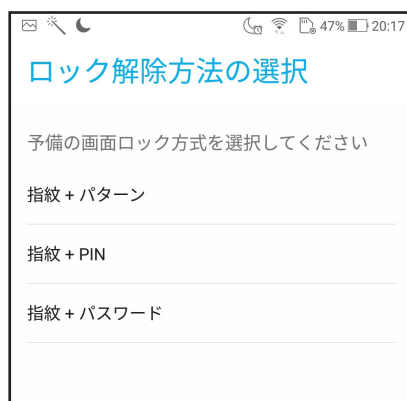 47% 20:17
ロック解除方法の選択
予備の画面ロック方式を選択してください
指紋 + パターン
指紋 + PIN
指紋 + パスワード